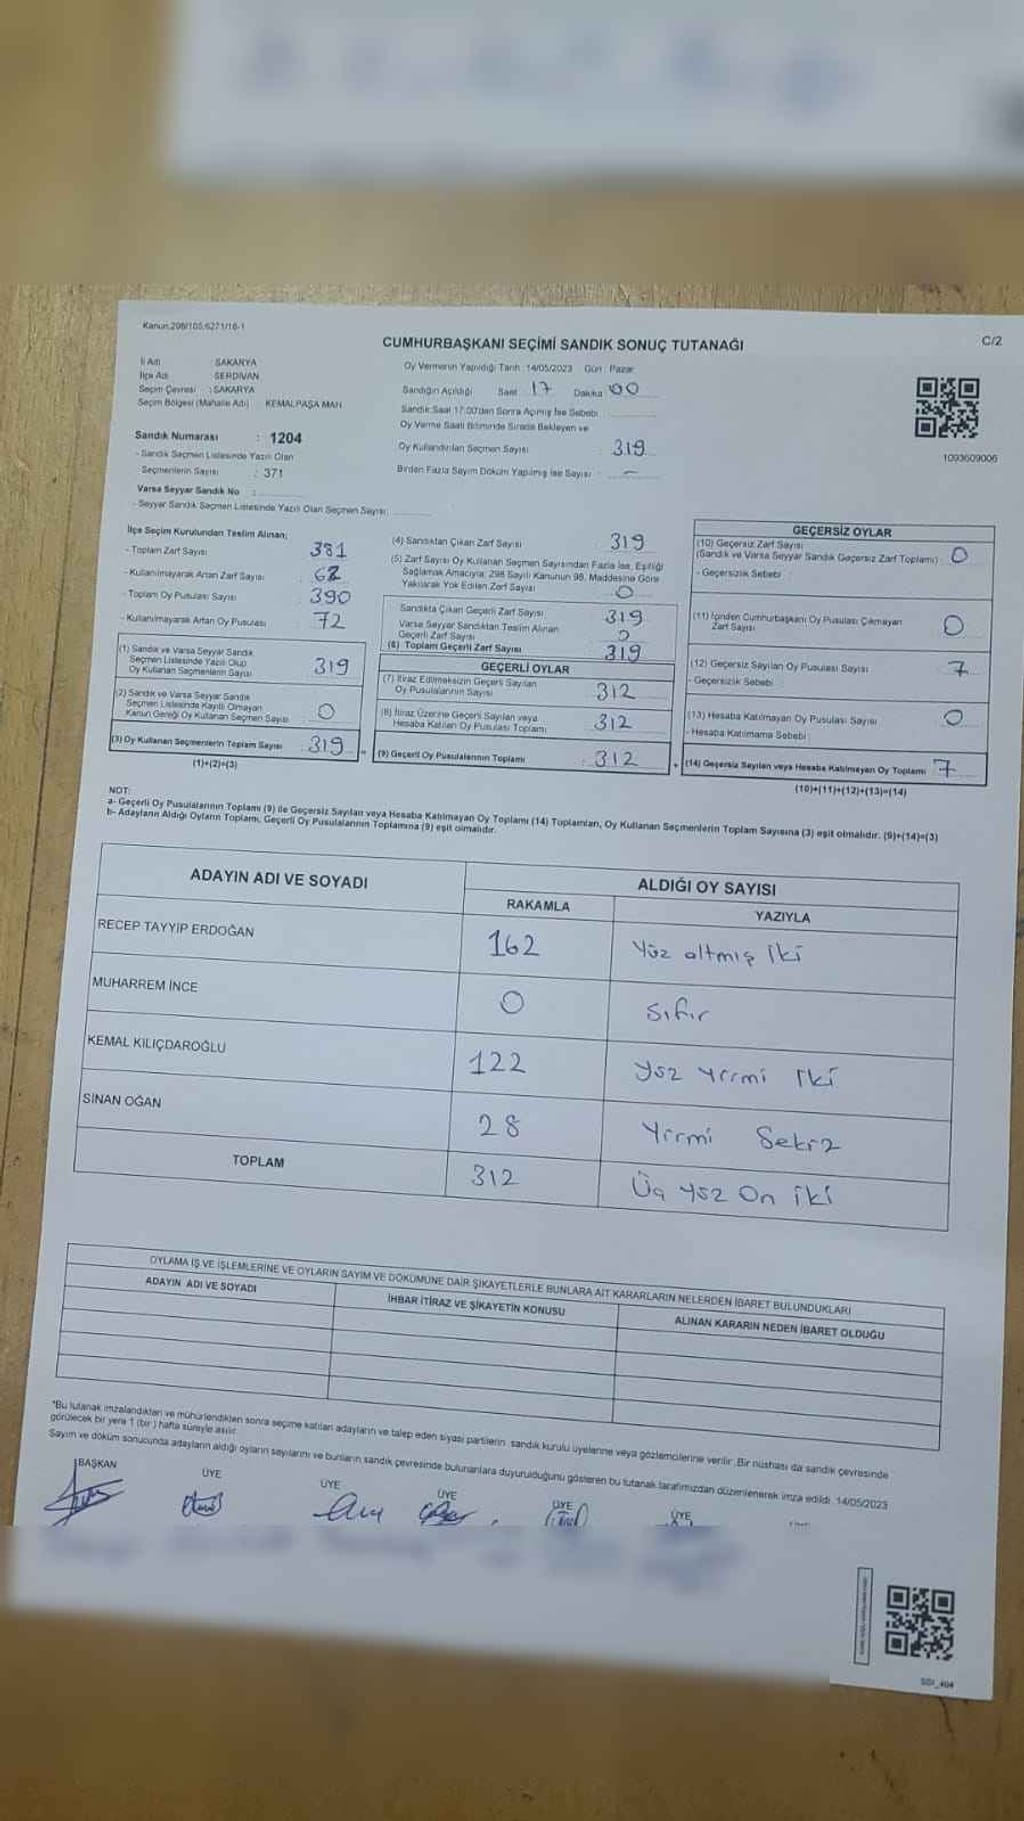 Kanun:298/105;6271/16-1
C/2
CUMHURBAŞKANI SEÇİMİ SANDIK SONUÇ TUTANAĞI
İl Adı : SAKARYA
İlçe Adı : SERDİVAN
Seçim Çevresi : SAKARYA
Seçim Bölgesi (Mahalle Adı) : KEMALPAŞA MAH.
Sandık Numarası : 1204
- Sandık Seçmen Listesinde Yazılı Olan
Seçmenlerin Sayısı : 371
Varsa Seyyar Sandık No :
- Seyyar Sandık Seçmen Listesinde Yazılı Olan Seçmen Sayısı:
Oy Vermenin Yapıldığı Tarih : 14/05/2023 Gün : Pazar
Sandığın Açıldığı Saat 17 Dakika 00
Sandık Saat 17:00'dan Sonra Açılmış İse Sebebi
Oy Verme Saati Bitiminde Sırada Bekleyen ve
Oy Kullandırılan Seçmen Sayısı : 319
Birden Fazla Sayım Döküm Yapılmış İse Sayısı : -
1093609006
İlçe Seçim Kurulundan Teslim Alınan;
- Toplam Zarf Sayısı : 381
- Kullanılmayarak Artan Zarf Sayısı : 62
- Toplam Oy Pusulası Sayısı : 390
- Kullanılmayarak Artan Oy Pusulası : 72
(1) Sandık ve Varsa Seyyar Sandık
Seçmen Listesinde Yazılı Olup
Oy Kullanan Seçmenlerin Sayısı : 319
(2) Sandık ve Varsa Seyyar Sandık
Seçmen Listesinde Kayıtlı Olmayan
Kanun Gereği Oy Kullanan Seçmen Sayısı : 0
(3) Oy Kullanan Seçmenlerin Toplam Sayısı : 319
(1)+(2)=(3)
(4) Sandıktan Çıkan Zarf Sayısı : 319
(5) Zarf Sayısı Oy Kullanan Seçmen Sayısından Fazla İse, Eşitliği
Sağlamak Amacıyla; 298 Sayılı Kanunun 98. Maddesine Göre
Yakılarak Yok Edilen Zarf Sayısı : 0
Sandıkta Çıkan Geçerli Zarf Sayısı : 319
Varsa Seyyar Sandıktan Teslim Alınan
Geçerli Zarf Sayısı : 0
(6) Toplam Geçerli Zarf Sayısı : 319
GEÇERLİ OYLAR
(7) İtiraz Edilmeksizin Geçerli Sayılan
Oy Pusulalarının Sayısı : 312
(8) İtiraz Üzerine Geçerli Sayılan veya
Hesaba Katılan Oy Pusulası Toplamı : 312
(9) Geçerli Oy Pusulalarının Toplamı : 312
GEÇERSİZ OYLAR
(10) Geçersiz Zarf Sayısı
(Sandık ve Varsa Seyyar Sandık Geçersiz Zarf Toplamı) : 0
- Geçersizlik Sebebi :
(11) İçinden Cumhurbaşkanı Oy Pusulası Çıkmayan
Zarf Sayısı : 0
(12) Geçersiz Sayılan Oy Pusulası Sayısı : 7
- Geçersizlik Sebebi
(13) Hesaba Katılmayan Oy Pusulası Sayısı : 0
- Hesaba Katılmama Sebebi :
(14) Geçersiz Sayılan veya Hesaba Katılmayan Oy Toplamı 7
(10)+(11)+(12)+(13)=(14)
NOT:
a- Geçerli Oy Pusulalarının Toplamı (9) ile Geçersiz Sayılan veya Hesaba Katılmayan Oy Toplamı (14) Toplamları, Oy Kullanan Seçmenlerin Toplam Sayısına (3) eşit olmalıdır. (9)+(14)=(3)
b- Adayların Aldığı Oyların Toplamı, Geçerli Oy Pusulalarının Toplamına (9) eşit olmalıdır.
ADAYIN ADI VE SOYADI
ALDIĞI OY SAYISI
RAKAMLA YAZIYLA
RECEP TAYYİP ERDOĞAN 162 Yüz altmış İki
MUHARREM İNCE 0 Sıfır
KEMAL KILIÇDAROĞLU 122 Yüz Yirmi İki
SİNAN OĞAN 28 Yirmi Sekiz
TOPLAM 312 Üç Yüz On iki
OYLAMA İŞ VE İŞLEMLERİNE VE OYLARIN SAYIM VE DÖKÜMÜNE DAİR ŞİKAYETLERLE BUNLARA AİT KARARLARIN NELERDEN İBARET BULUNDUKLARI
ADAYIN ADI VE SOYADI
İHBAR İTİRAZ VE ŞİKAYETİN KONUSU
ALINAN KARARIN NEDEN İBARET OLDUĞU
"Bu tutanak imzalandıktan ve mühürlendikten sonra seçime katılan adayların ve talep eden siyasi partilerin sandık kurulu üyelerine veya gözlemcilerine verilir. Bir nüshası da sandık çevresinde
görülecek bir yere 1 (bir) hafta süreyle asılır.
Sayım ve döküm sonucunda adayların aldığı oyların sayılarını ve bunların sandık çevresinde bulunanlara duyurulduğunu gösteren bu tutanak tarafımızdan düzenlenerek imza edildi. 14/05/2023
BAŞKAN ÜYE ÜYE ÜYE ÜYE ÜYE